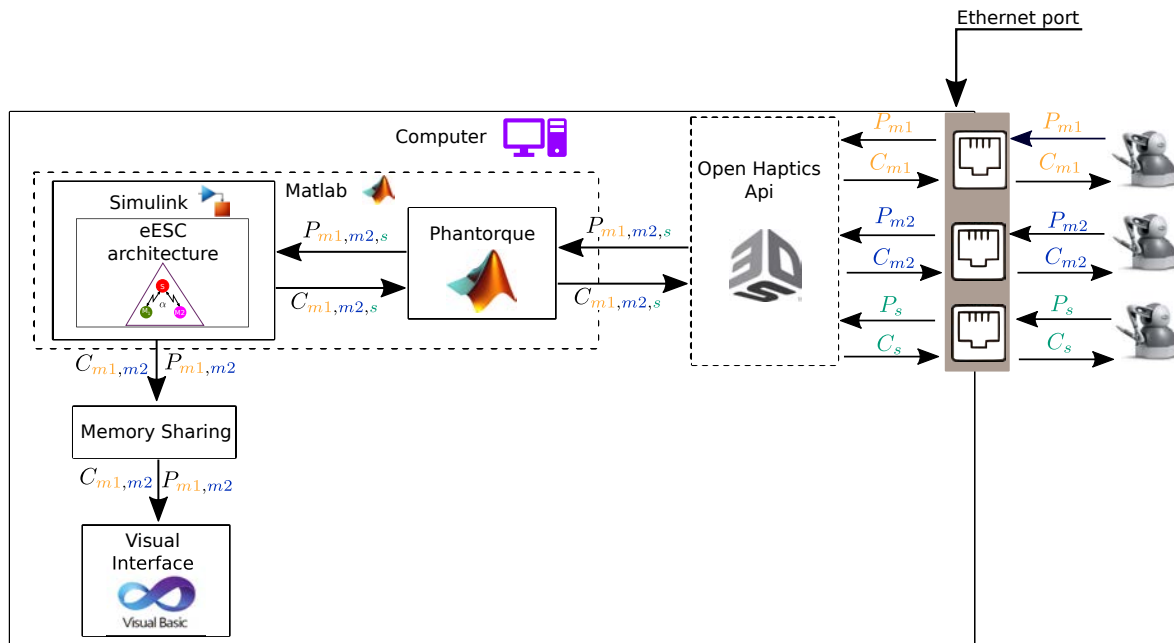 Ethernet port
Computer
Matlab
Simulink
eESC
architecture
S
α
M1
M2
P_{m1,m2,s}
C_{m1,m2,s}
Phantorque
P_{m1,m2,s}
C_{m1,m2,s}
Open Haptics
Api
3DS
P_{m1}
C_{m1}
P_{m2}
C_{m2}
P_s
C_s
P_{m1}
C_{m1}
P_{m2}
C_{m2}
P_s
C_s
C_{m1,m2} P_{m1,m2}
Memory Sharing
C_{m1,m2} P_{m1,m2}
Visual
Interface
Visual Basic